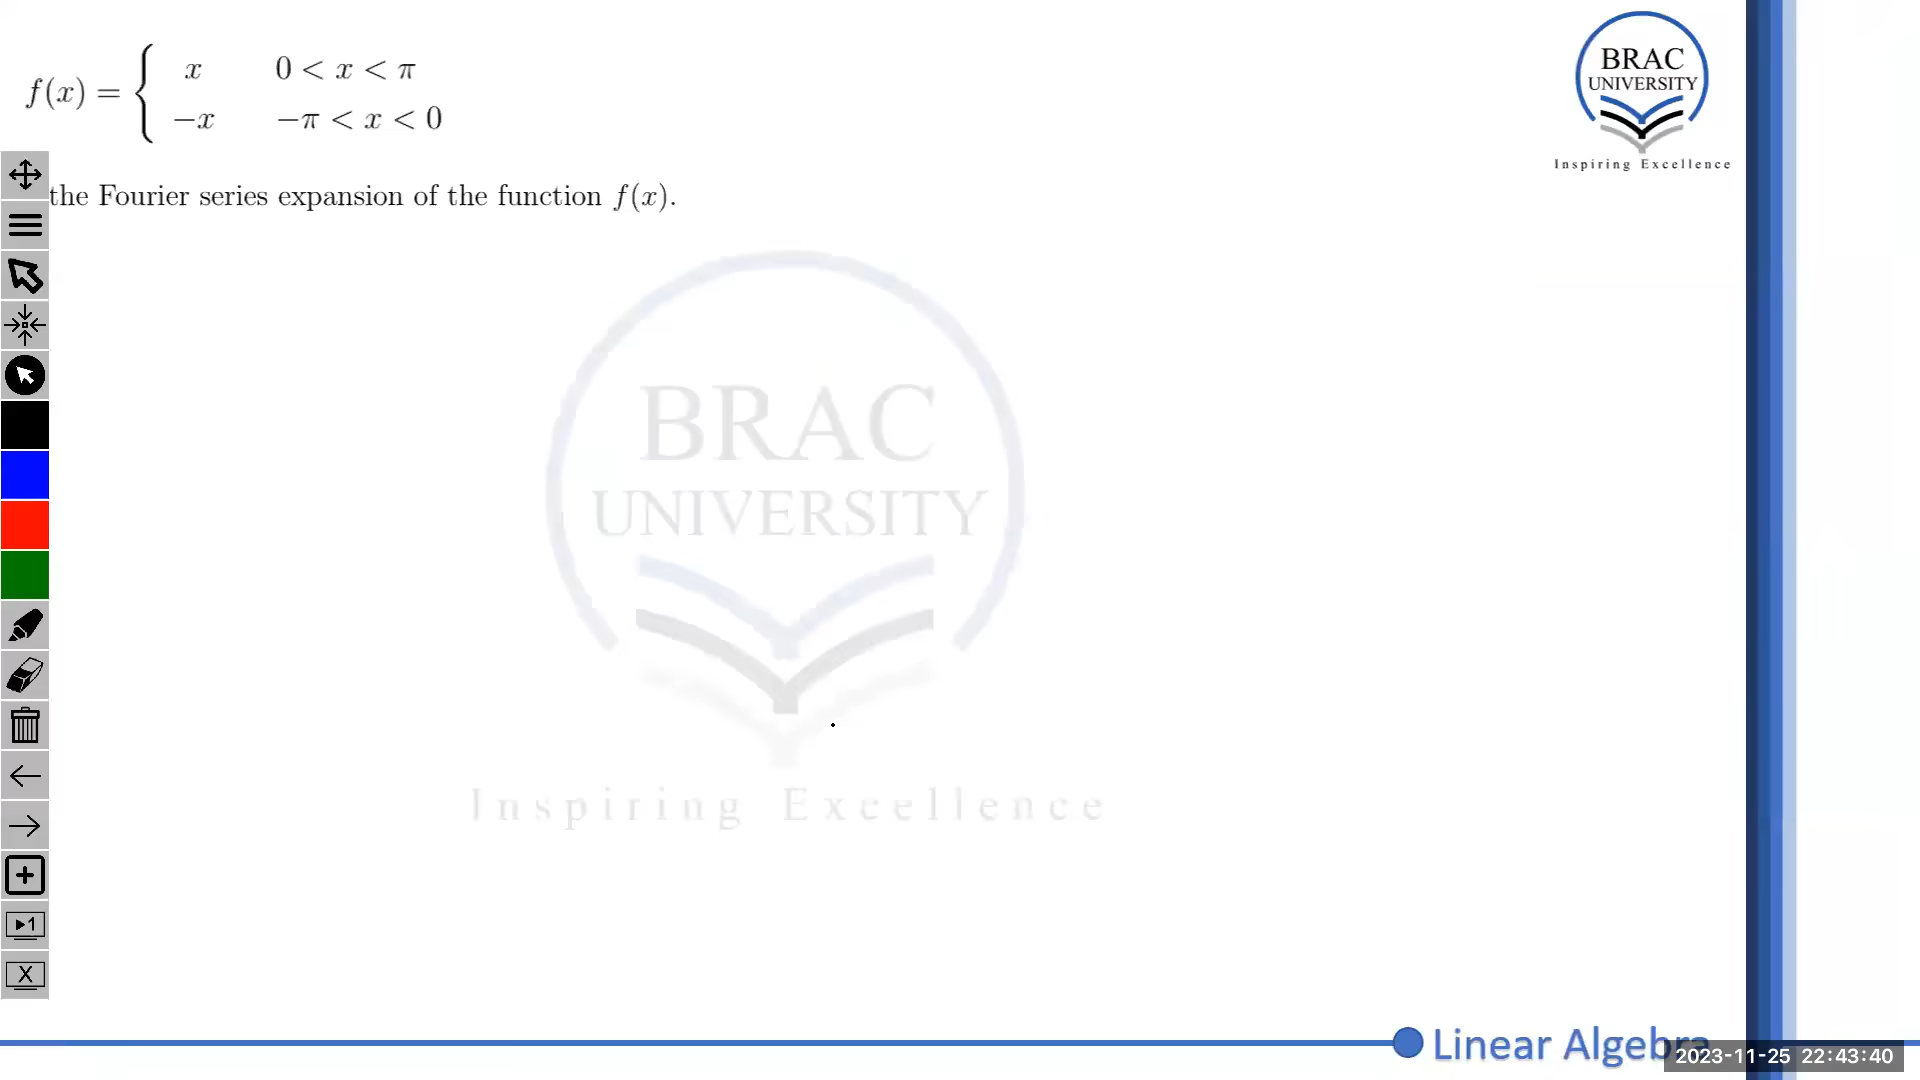 f(x) = { x 0 < x < π
−x −π < x < 0
the Fourier series expansion of the function f(x).
BRAC
UNIVERSITY
Inspiring Excellence
BRAC
UNIVERSITY
Inspiring Excellence
1
X
Linear Algebra
2023-11-25 22:43:40